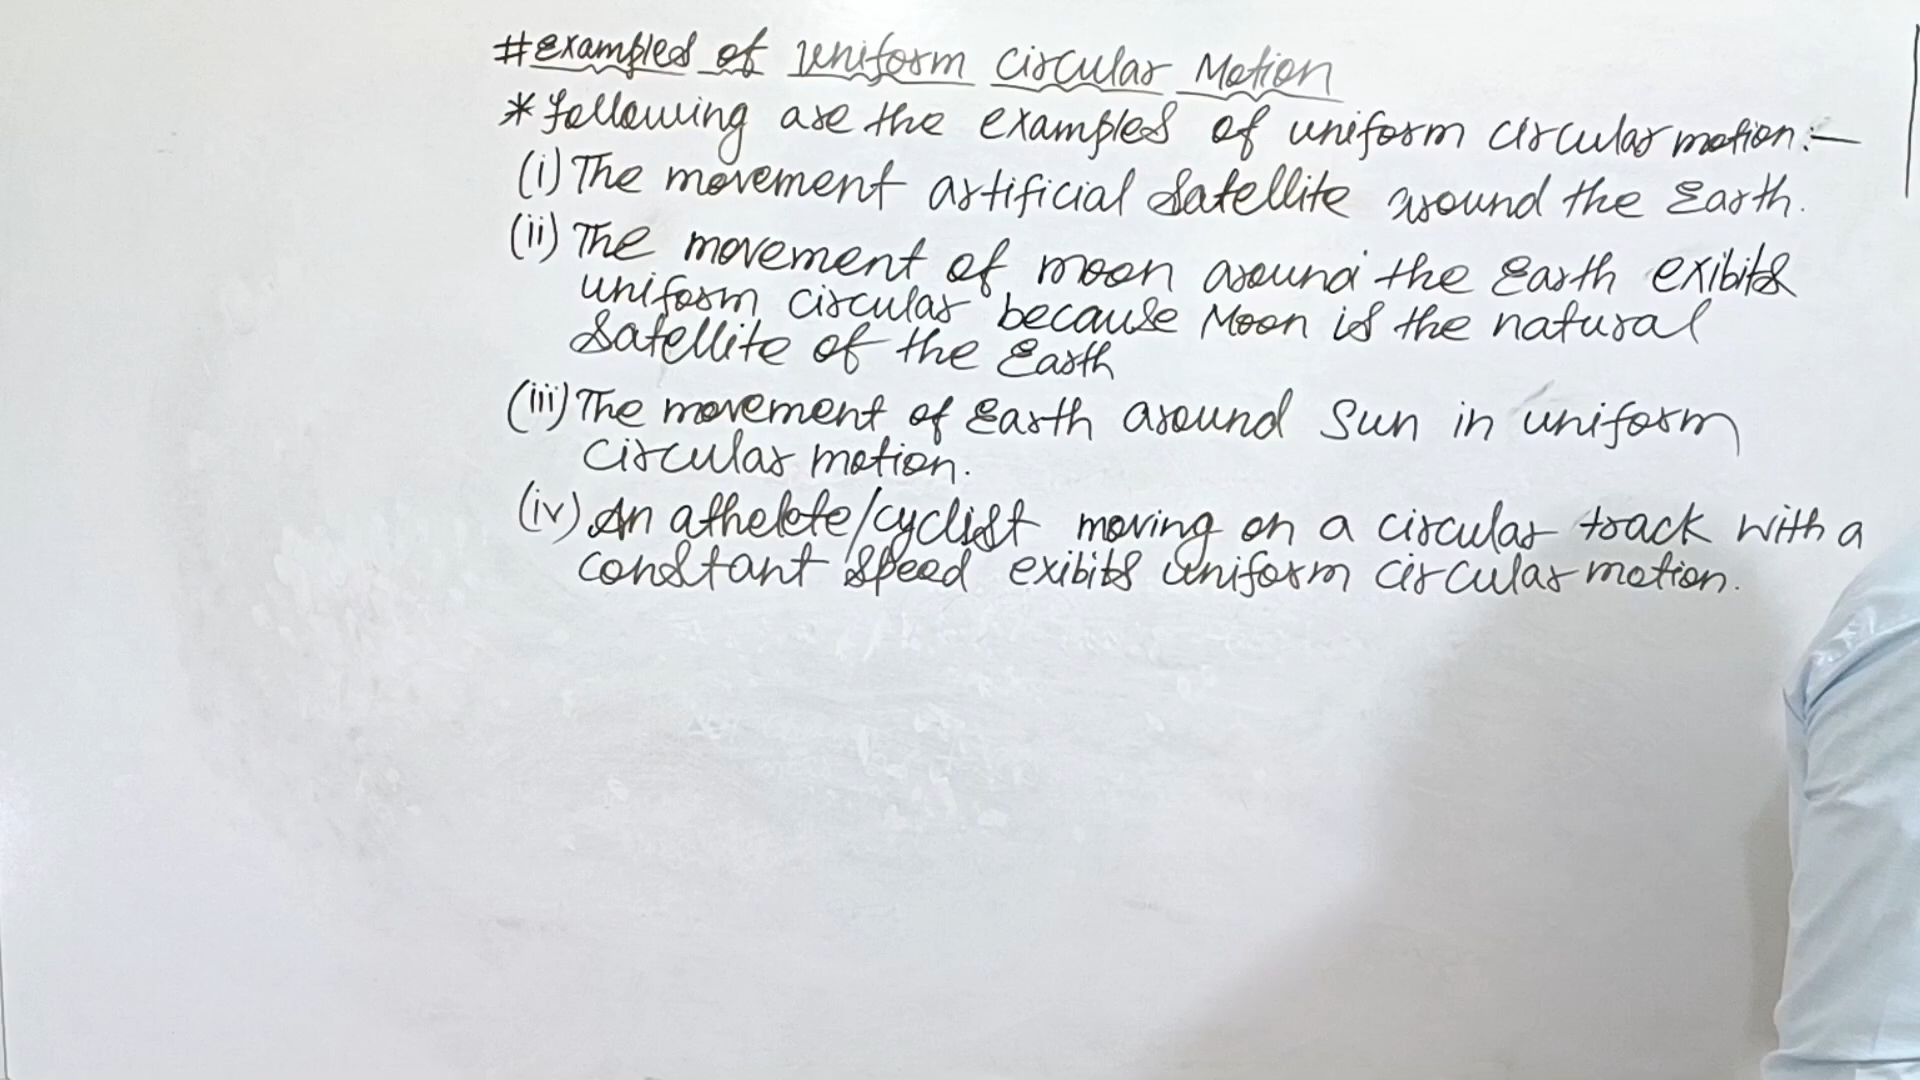 #Examples of Uniform Circular Motion
*Following are the examples of uniform circular motion:-
(i) The movement artificial satellite around the Earth.
(ii) The movement of moon around the Earth exibits
uniform circular because Moon is the natural
satellite of the Earth
(iii) The movement of Earth around Sun in uniform
circular motion.
(iv) An athelete/cyclist moving on a circular track with a
constant speed exibits uniform circular motion.